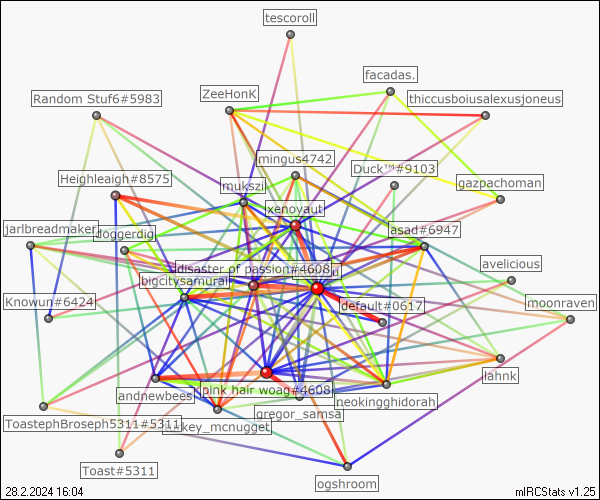 tescoroll
facadas.
ZeeHonK
Random Stuf6#5983
thiccusboiusalexusjoneus
mingus4742
Duck™#9103
Heighleigh#8575
mukszi
gazpachoman
xenoyaut
jarlbreadmaker
doggerdig
asad#6947
disaster of passion#4608
avelicious
bigcitysamurai
Knowun#6424
default#0617
moonraven
lahnk
andnewbees
pink hair woag#4608
neokingghidorah
gregor_samsa
ToastephBroseph5311#5311
key_mcnugget
Toast#5311
ogshroom
28.2.2024 16:04
mIRCStats v1.25